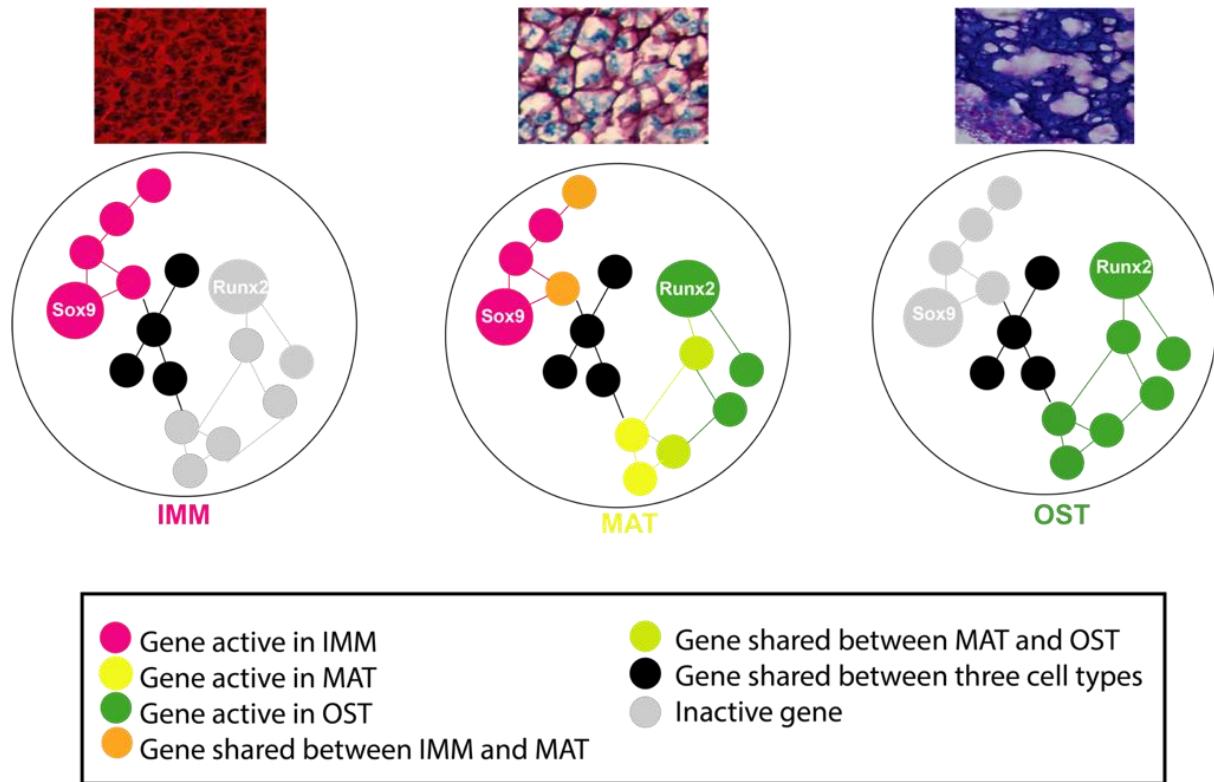 Sox9
Runx2
IMM
Sox9
Runx2
MAT
Sox9
Runx2
OST
Gene active in IMM
Gene active in MAT
Gene active in OST
Gene shared between IMM and MAT
Gene shared between MAT and OST
Gene shared between three cell types
Inactive gene